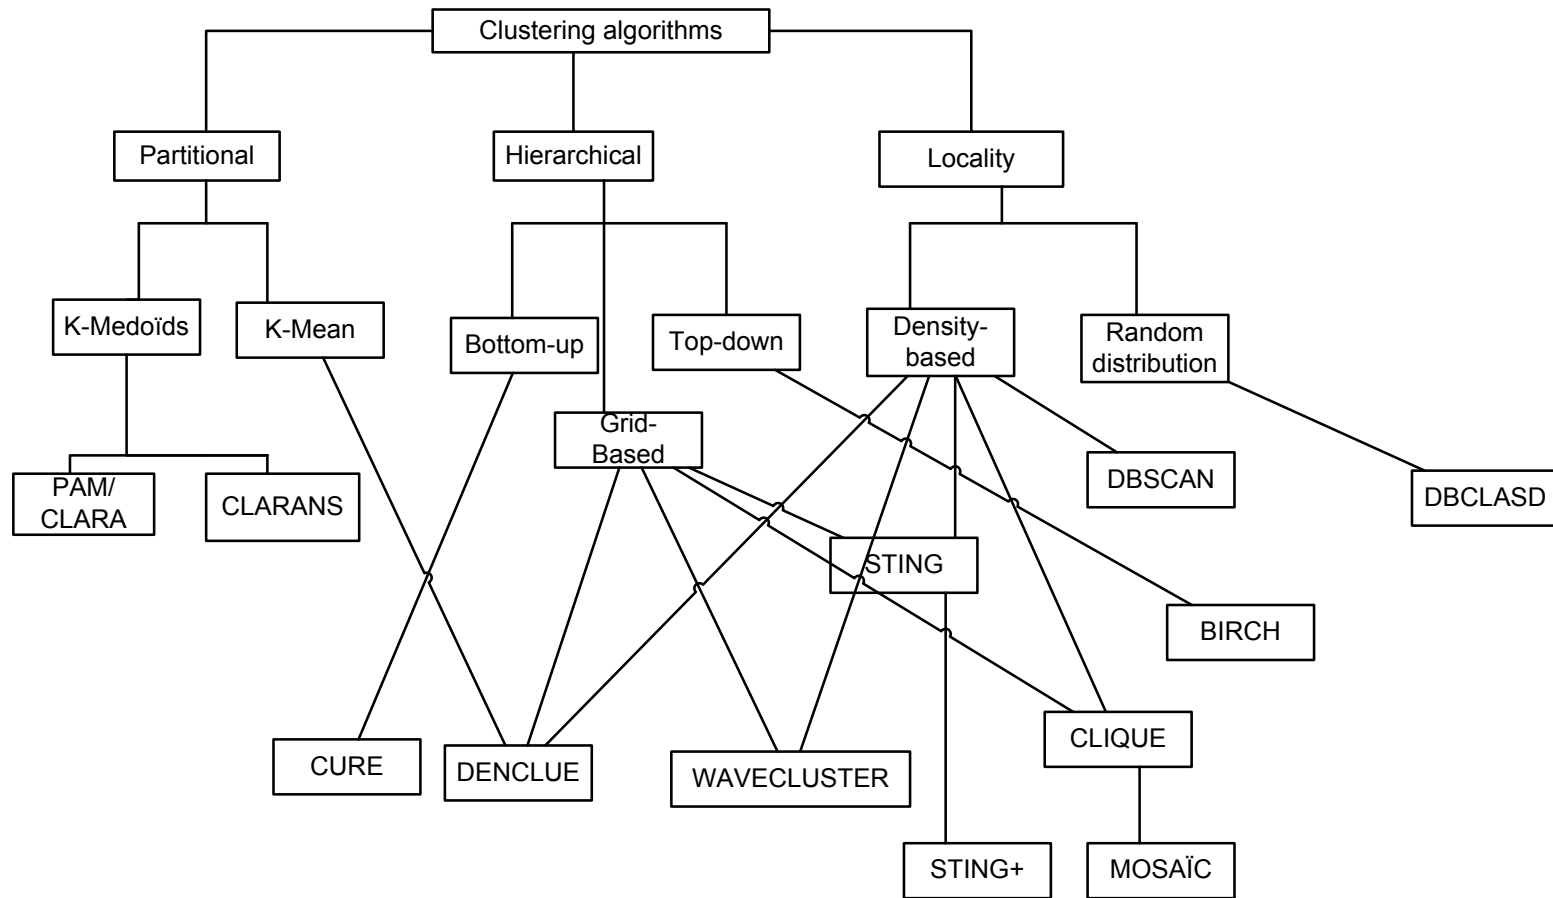 Clustering algorithms
Partitional
Hierarchical
Locality
K-Medoïds
K-Mean
Bottom-up
Top-down
Density-
based
Random
distribution
Grid-
Based
PAM/
CLARA
CLARANS
DBSCAN
DBCLASD
STING
BIRCH
CURE
DENCLUE
WAVECLUSTER
CLIQUE
STING+
MOSAÏC